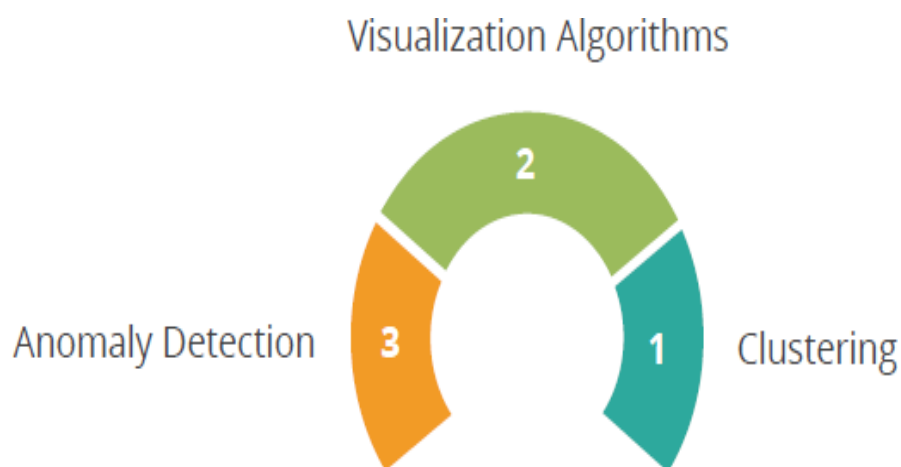 Visualization Algorithms
2
Anomaly Detection
3
1
Clustering